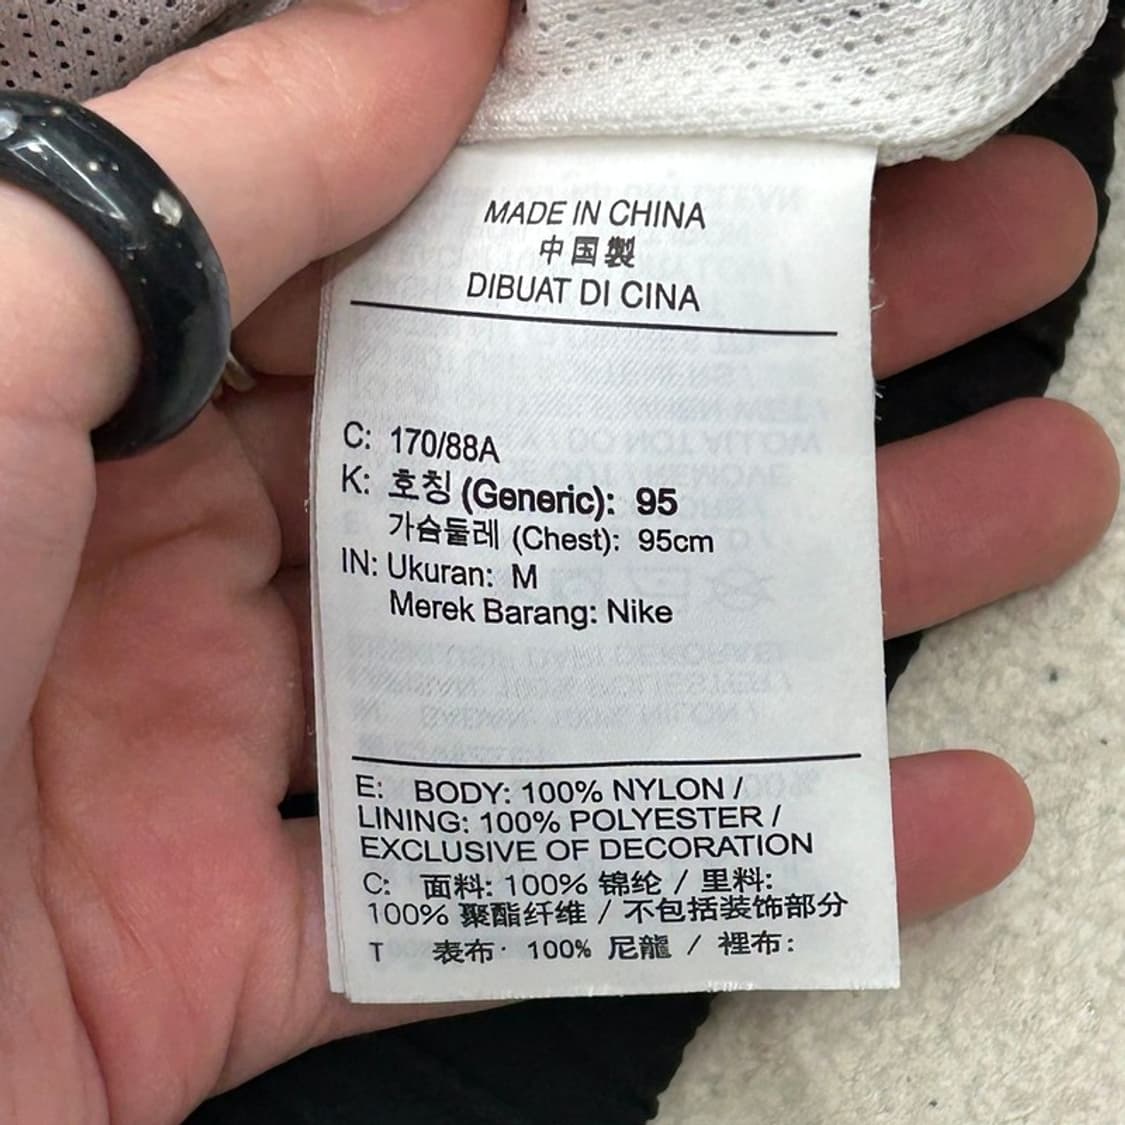 MADE IN CHINA
中国製
DIBUAT DI CINA
C: 170/88A
K: 호칭 (Generic): 95
가슴둘레 (Chest): 95cm
IN: Ukuran: M
Merek Barang: Nike
E: BODY: 100% NYLON /
LINING: 100% POLYESTER /
EXCLUSIVE OF DECORATION
C: 面料: 100% 锦纶 / 里料:
100% 聚酯纤维 / 不包括装饰部分
T 表布: 100% 尼龍 / 裡布: